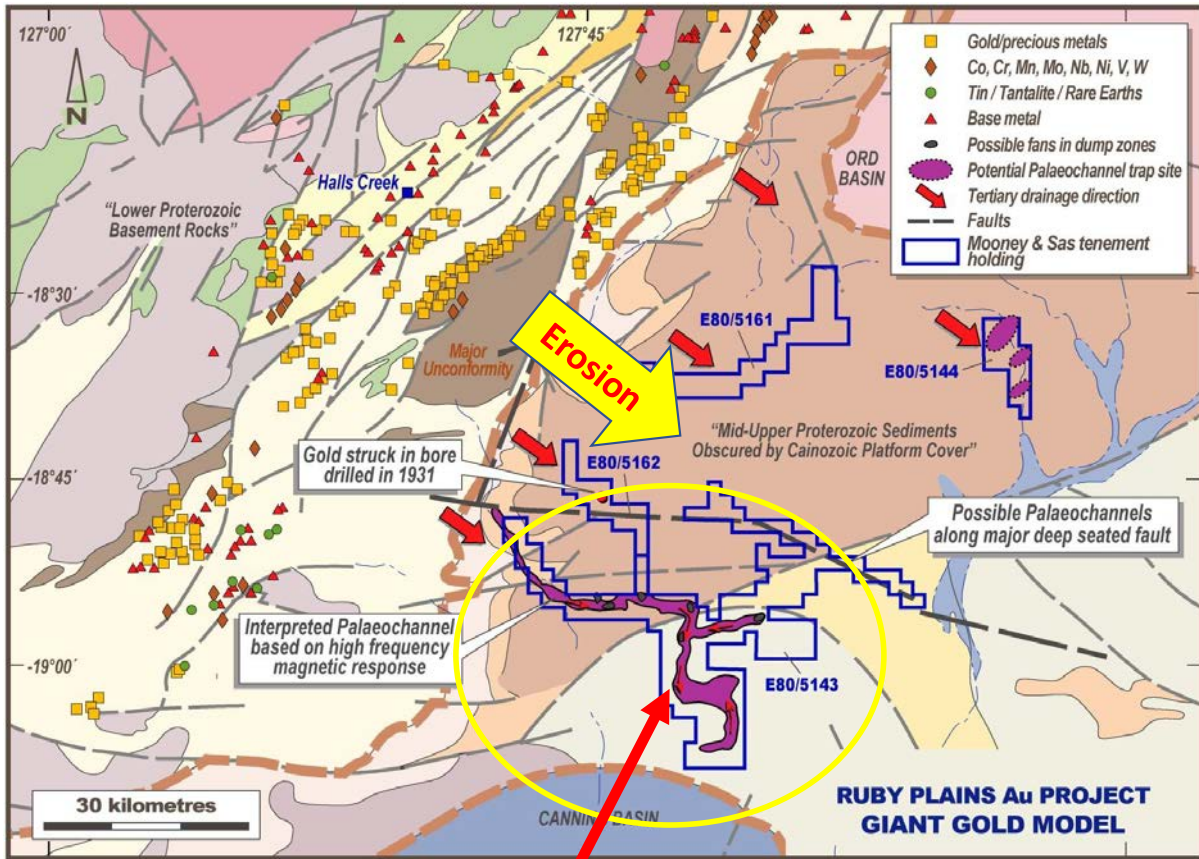 127°00'
127°45'
N
Gold/precious metals
Co, Cr, Mn, Mo, Nb, Ni, V, W
Tin / Tantalite / Rare Earths
Base metal
Possible fans in dump zones
Potential Palaeochannel trap site
Tertiary drainage direction
Faults
Mooney & Sas tenement
holding
ORD
BASIN
Halls Creek
"Lower Proterozoic
Basement Rocks"
-18°30'
E80/5161
Erosion
Major
Unconformity
E80/5144
"Mid-Upper Proterozoic Sediments
Obscured by Cainozoic Platform Cover"
Gold struck in bore
drilled in 1931
E80/5162
-18°45'
Possible Palaeochannels
along major deep seated fault
Interpreted Palaeochannel
based on high frequency
magnetic response
-19°00'
E80/5143
30 kilometres
CANNING BASIN
RUBY PLAINS Au PROJECT
GIANT GOLD MODEL